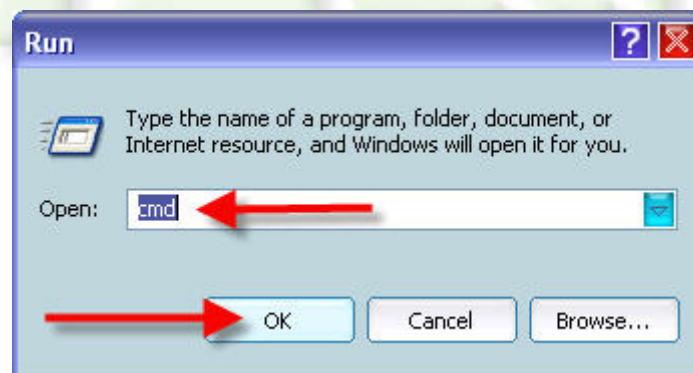 Run
Type the name of a program, folder, document, or
Internet resource, and Windows will open it for you.
Open: cmd
OK Cancel Browse...